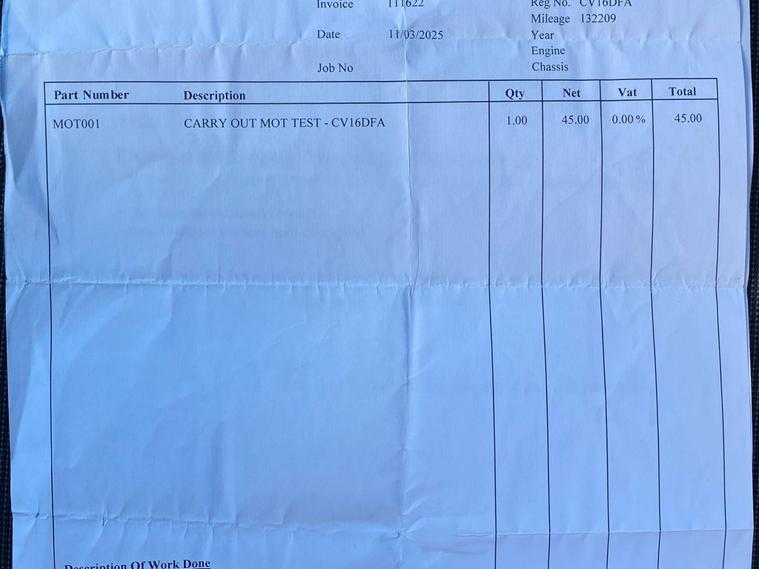 Invoice 111622 Reg No. CV16DFA
Mileage 132209
Date 11/03/2025 Year
Engine
Job No Chassis
Part Number Description Qty Net Vat Total
MOT001 CARRY OUT MOT TEST - CV16DFA 1.00 45.00 0.00 % 45.00
Description Of Work Done